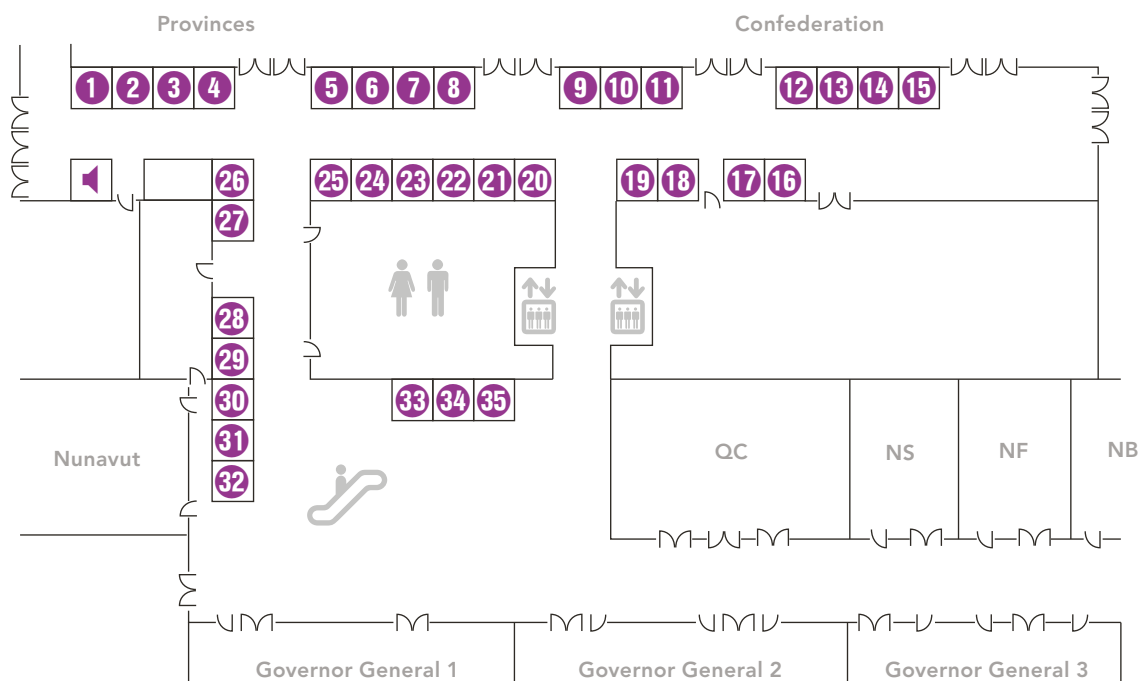 Provinces Confederation
1 2 3 4 5 6 7 8 9 10 11 12 13 14 15
26 25 24 23 22 21 20 19 18 17 16
27
28
29
30 33 34 35
31
Nunavut QC NS NF NB
32
Governor General 1 Governor General 2 Governor General 3